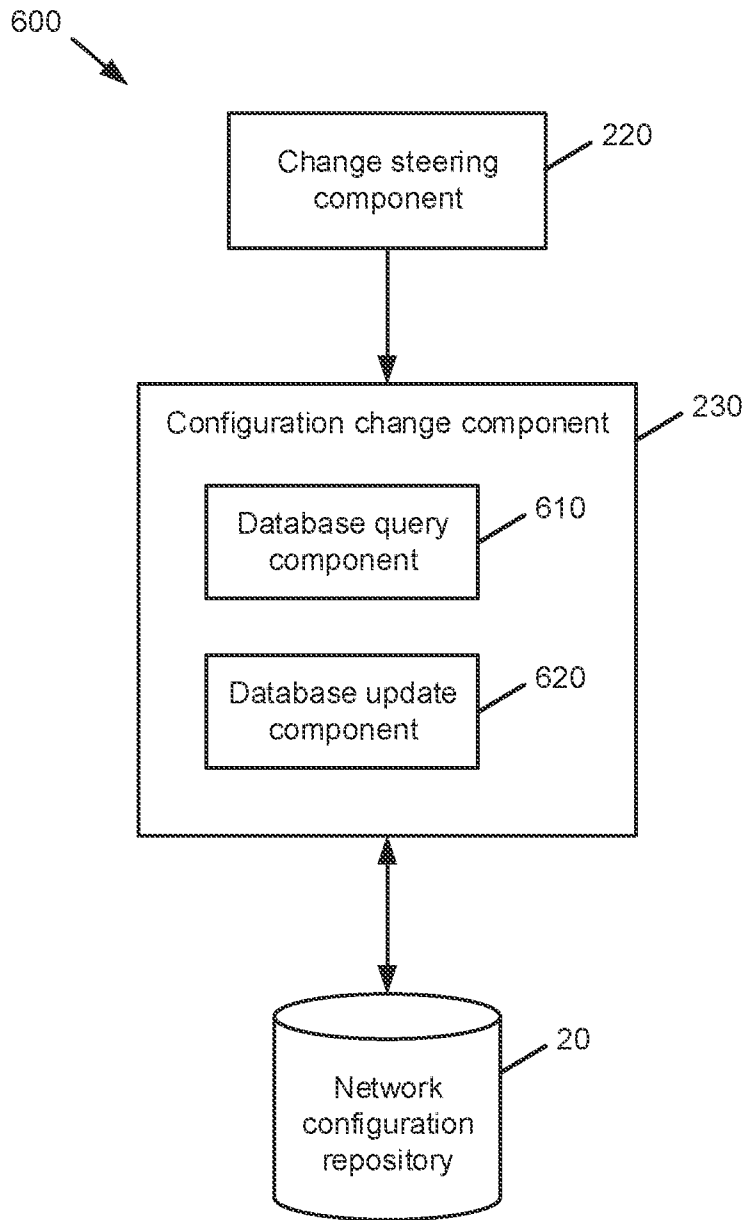 600
220
Change steering
component
230
Configuration change component
610
Database query
component
620
Database update
component
20
Network
configuration
repository